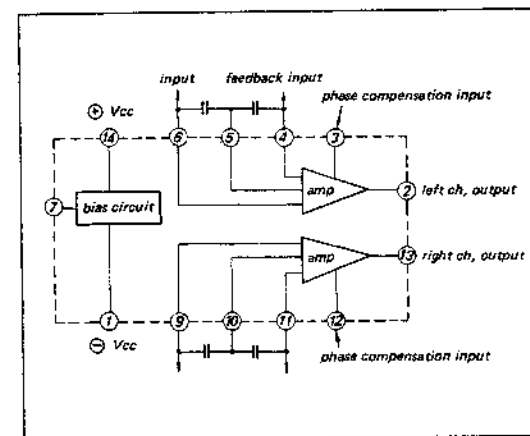 input feedback input
phase compensation input
⊕ Vcc
14 6 5 4 3
2 left ch, output
amp
7 bias circuit
13 right ch, output
amp
1 9 10 11 12
⊖ Vcc
phase compensation input